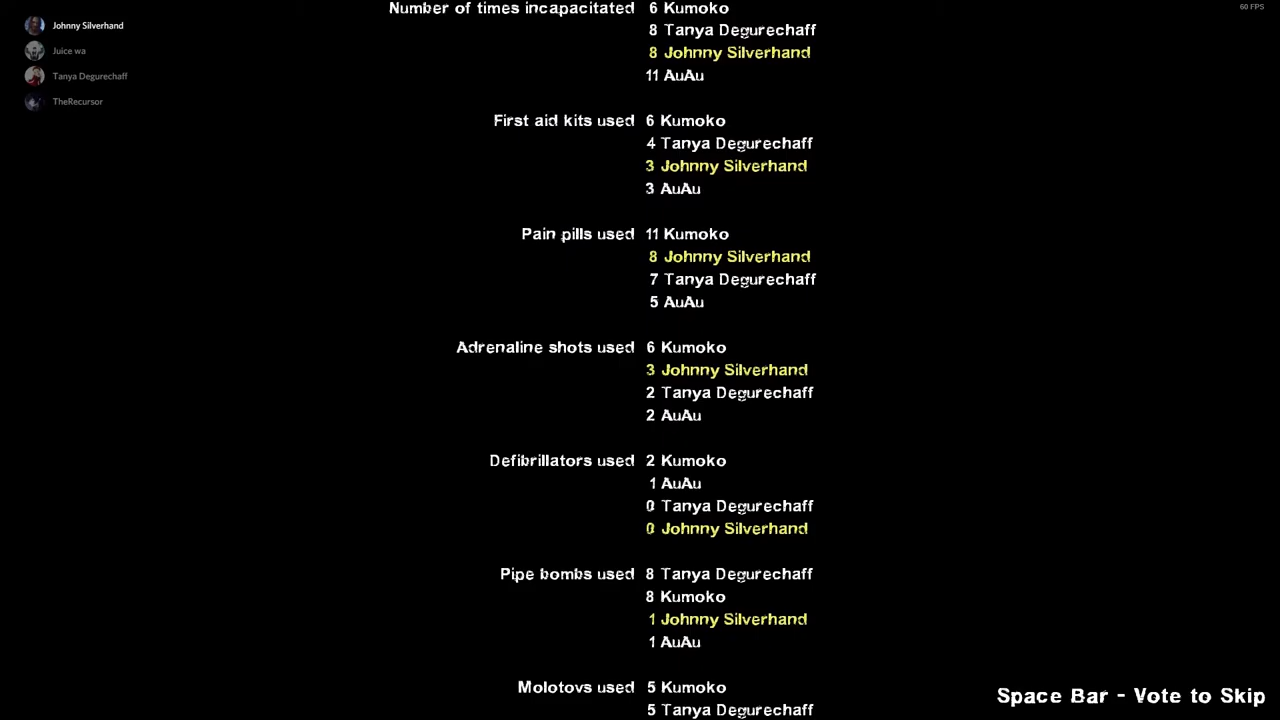 Johnny Silverhand
Juice wa
Tanya Degurechaff
TheRecursor
60 FPS
Number of times incapacitated 6 Kumoko
8 Tanya Degurechaff
8 Johnny Silverhand
11 AuAu
First aid kits used 6 Kumoko
4 Tanya Degurechaff
3 Johnny Silverhand
3 AuAu
Pain pills used 11 Kumoko
8 Johnny Silverhand
7 Tanya Degurechaff
5 AuAu
Adrenaline shots used 6 Kumoko
3 Johnny Silverhand
2 Tanya Degurechaff
2 AuAu
Defibrillators used 2 Kumoko
1 AuAu
0 Tanya Degurechaff
0 Johnny Silverhand
Pipe bombs used 8 Tanya Degurechaff
8 Kumoko
1 Johnny Silverhand
1 AuAu
Molotovs used 5 Kumoko
5 Tanya Degurechaff
Space Bar - Vote to Skip